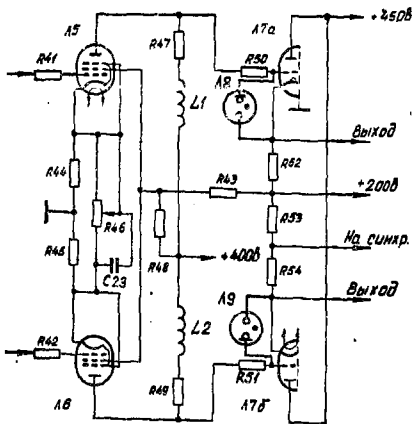 Л5
R47
Л7а
+450В
R41
R50
Л8
L1
Выход
R44
R52
R46
R43
+200В
R53
R45
R48
На синхр.
+400В
С23
R54
Выход
Л9
L2
R42
R51
Л6
R49
Л7б